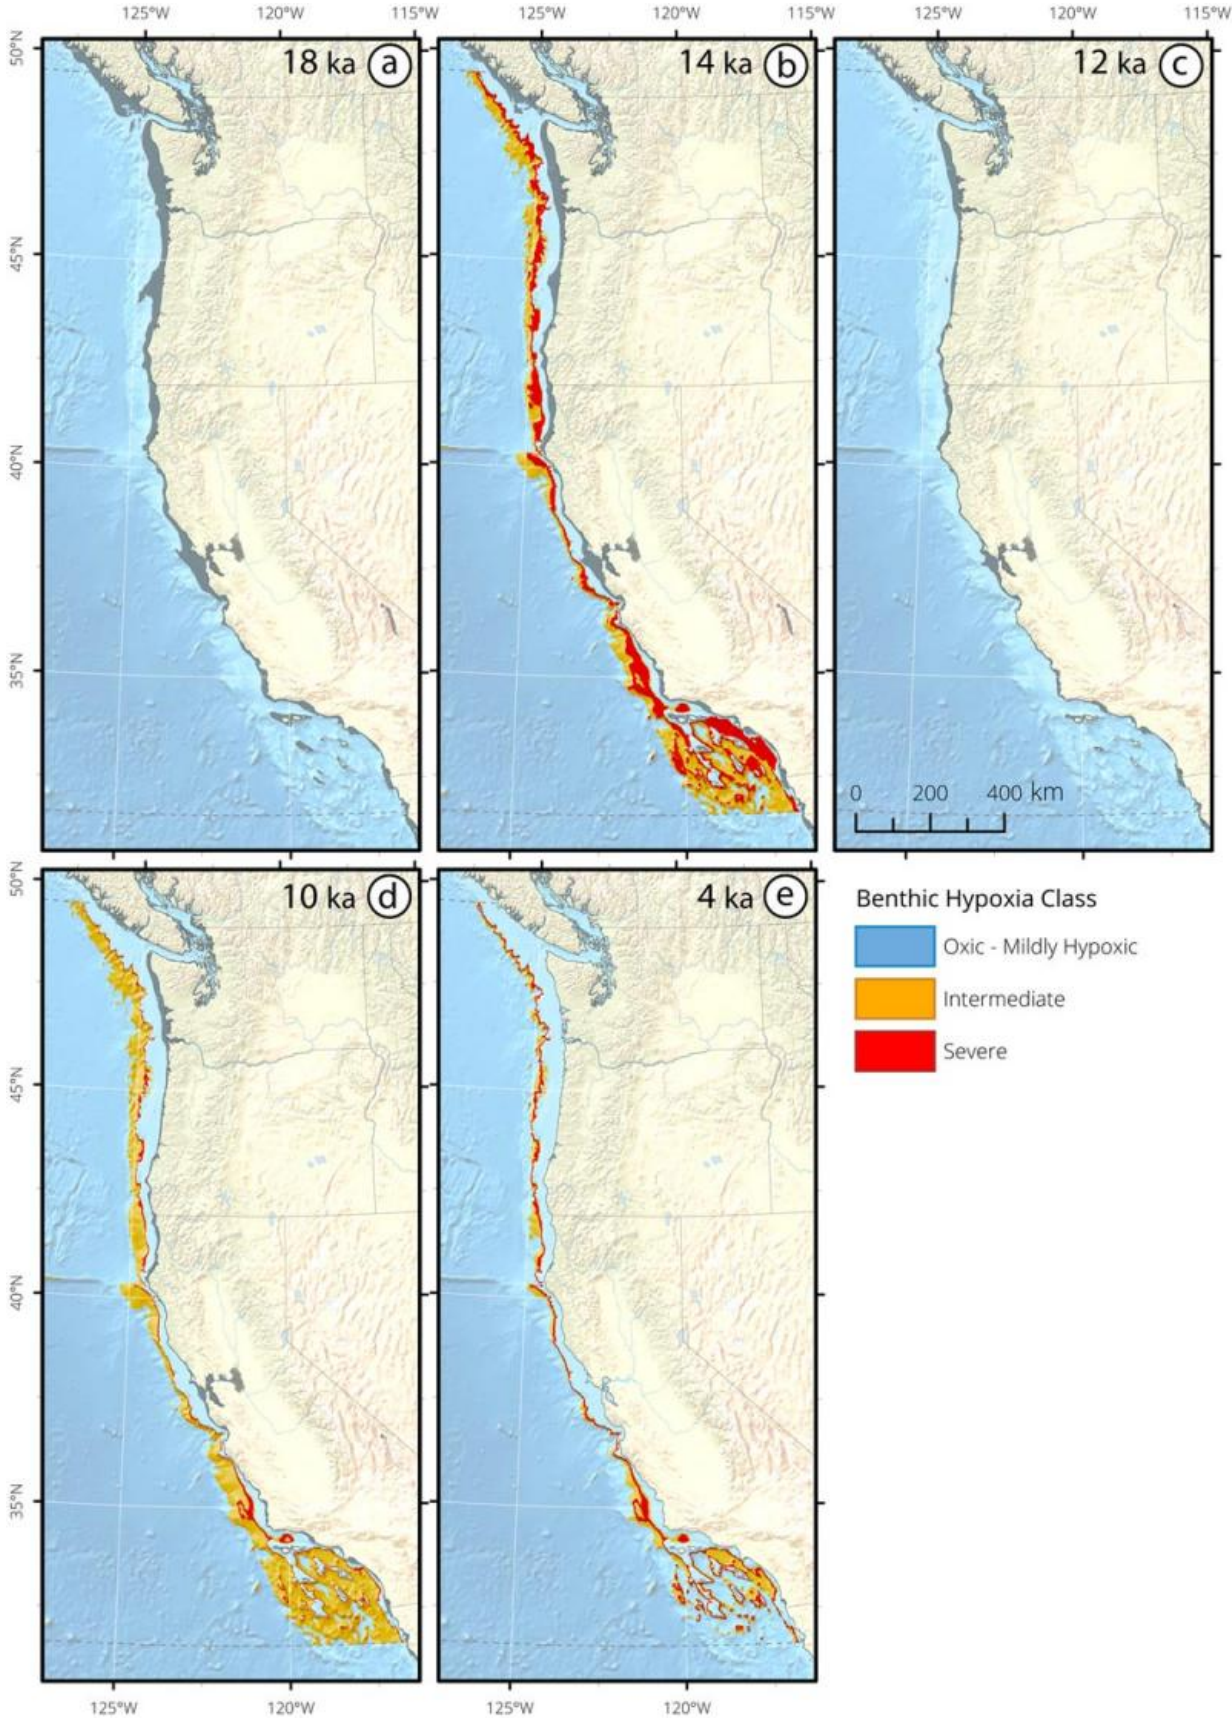 125°W 120°W 125°W 120°W 115°W 125°W 120°W 115°W
50°N
45°N
40°N
35°N
18 ka a
14 ka b
12 ka c
0 200 400 km
50°N
45°N
40°N
35°N
10 ka d
4 ka e
125°W 120°W 125°W 120°W
Benthic Hypoxia Class
Oxic - Mildly Hypoxic
Intermediate
Severe